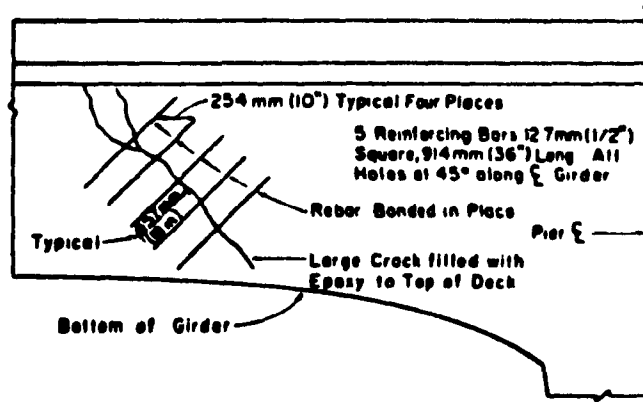 254 mm (10") Typical Four Places
5 Reinforcing Bars 12 7mm (1/2")
Square, 914 mm (36") Long All
Holes at 45° along ℄ Girder
Rebar Bonded in Place
Pier ℄
Typical
Large Crack filled with
Epoxy to Top of Deck
Bottom of Girder